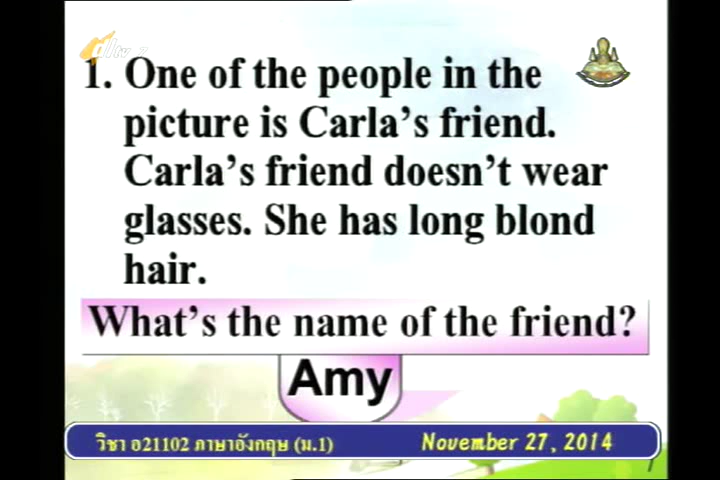 dltv 7
1. One of the people in the
picture is Carla's friend.
Carla's friend doesn't wear
glasses. She has long blond
hair.
What's the name of the friend?
Amy
วิชา อ21102 ภาษาอังกฤษ (ม.1)
November 27, 2014